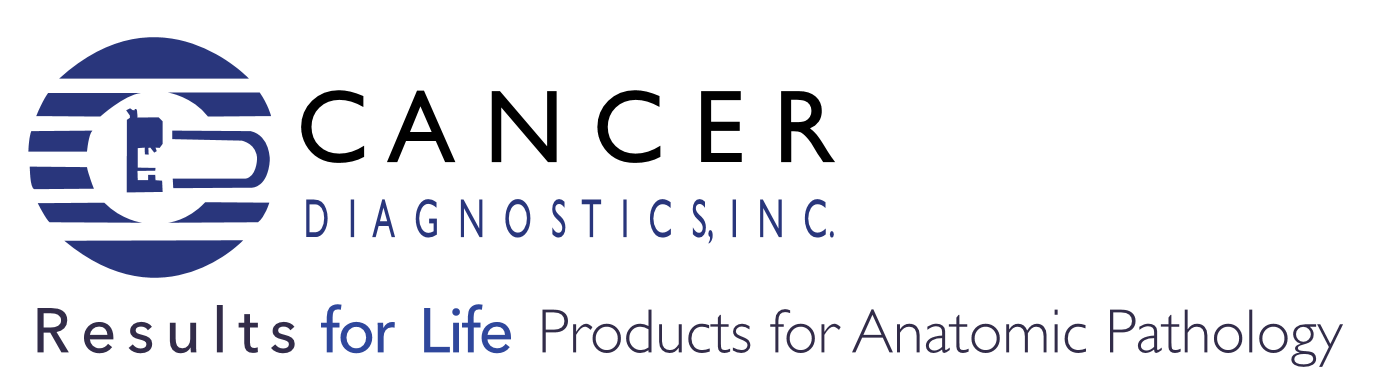 CANCER
DIAGNOSTICS, INC.
Results for Life Products for Anatomic Pathology